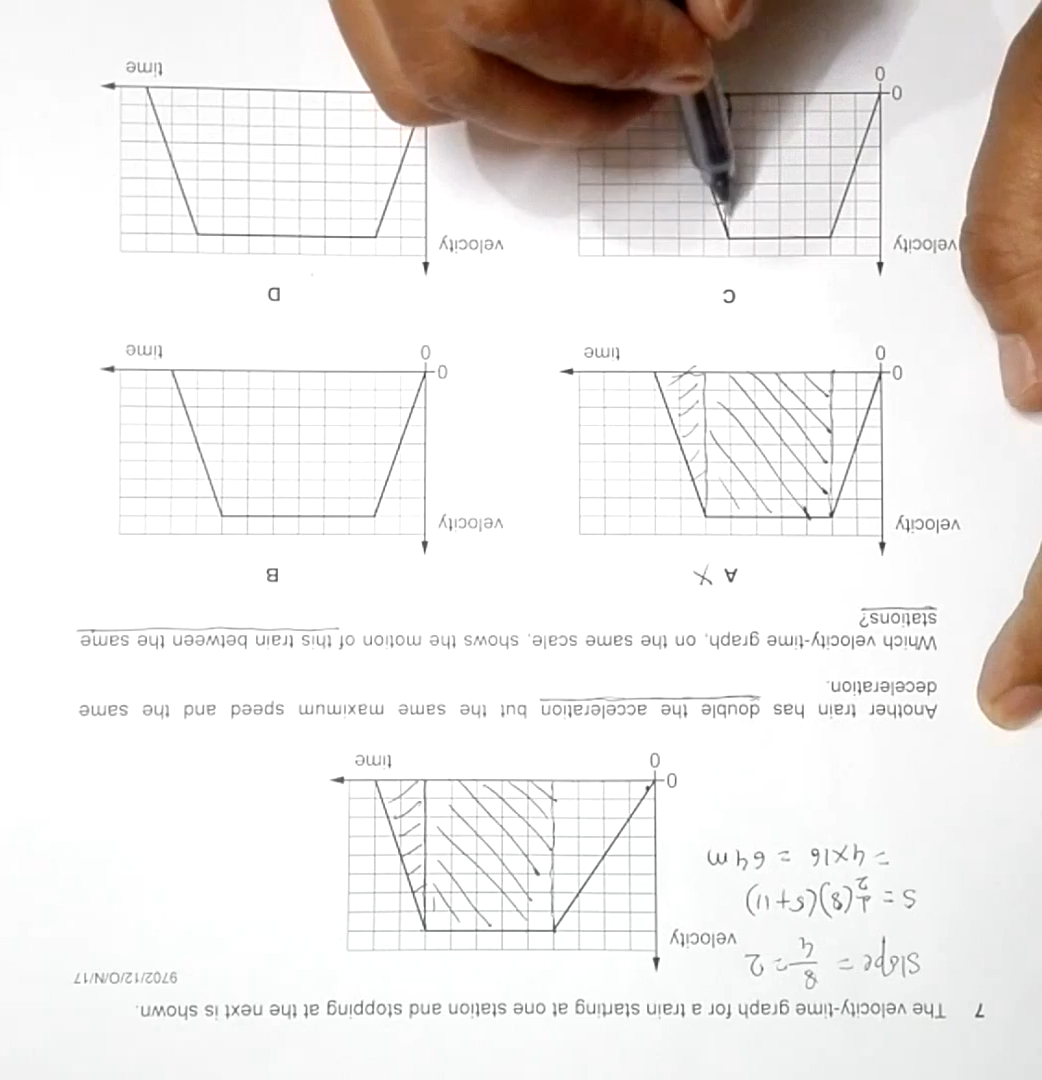 7 The velocity-time graph for a train starting at one station and stopping at the next is shown.
9702/12/O/N/17
Slope = 8/4 = 2
S = 1/2 (8)(5+11)
= 4×16 = 64 m
velocity
0
0
time
Another train has double the acceleration but the same maximum speed and the same
deceleration.
Which velocity-time graph, on the same scale, shows the motion of this train between the same
stations?
A X
B
velocity
0
0
time
velocity
0
0
time
C
D
velocity
0
0
velocity
time